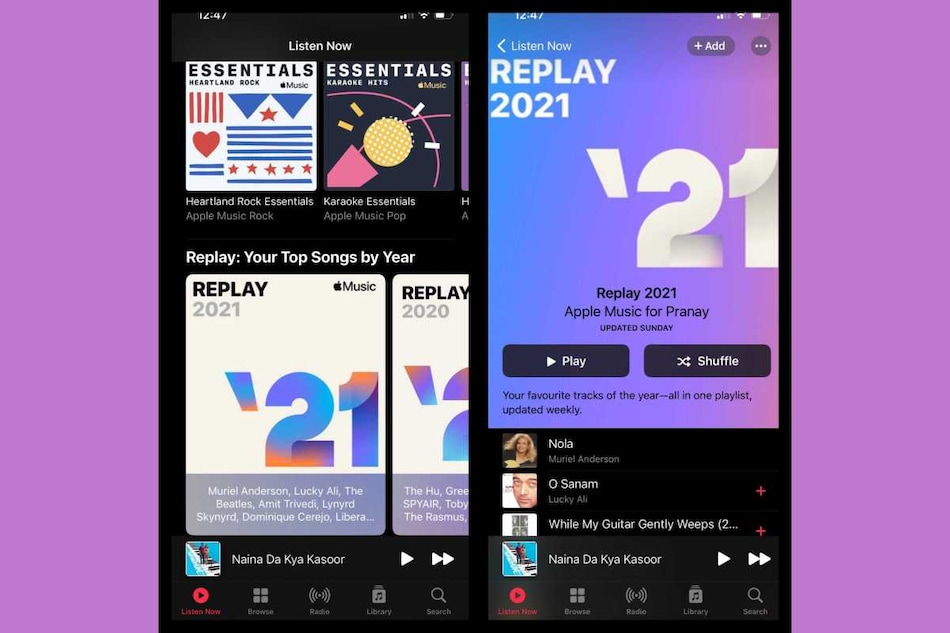 12:47
Listen Now
ESSENTIALS
HEARTLAND ROCK
Music
ESSENTIALS
KARAOKE HITS
Music
Heartland Rock Essentials
Apple Music Rock
Karaoke Essentials
Apple Music Pop
H
A
Replay: Your Top Songs by Year
REPLAY
2021
Music
'21
Muriel Anderson, Lucky Ali, The
Beatles, Amit Trivedi, Lynyrd
Skynyrd, Dominique Cerejo, Libera...
REPLAY
2020
The Hu, Gree
SPYAIR, Toby
The Rasmus,
Naina Da Kya Kasoor
Listen Now
Browse
Radio
Library
Search
12:47
Listen Now
+ Add
REPLAY
2021
'21
Replay 2021
Apple Music for Pranay
UPDATED SUNDAY
Play
Shuffle
Your favourite tracks of the year—all in one playlist,
updated weekly.
Nola
Muriel Anderson
O Sanam
Lucky Ali
While My Guitar Gently Weeps (2...
Naina Da Kya Kasoor
Listen Now
Browse
Radio
Library
Search